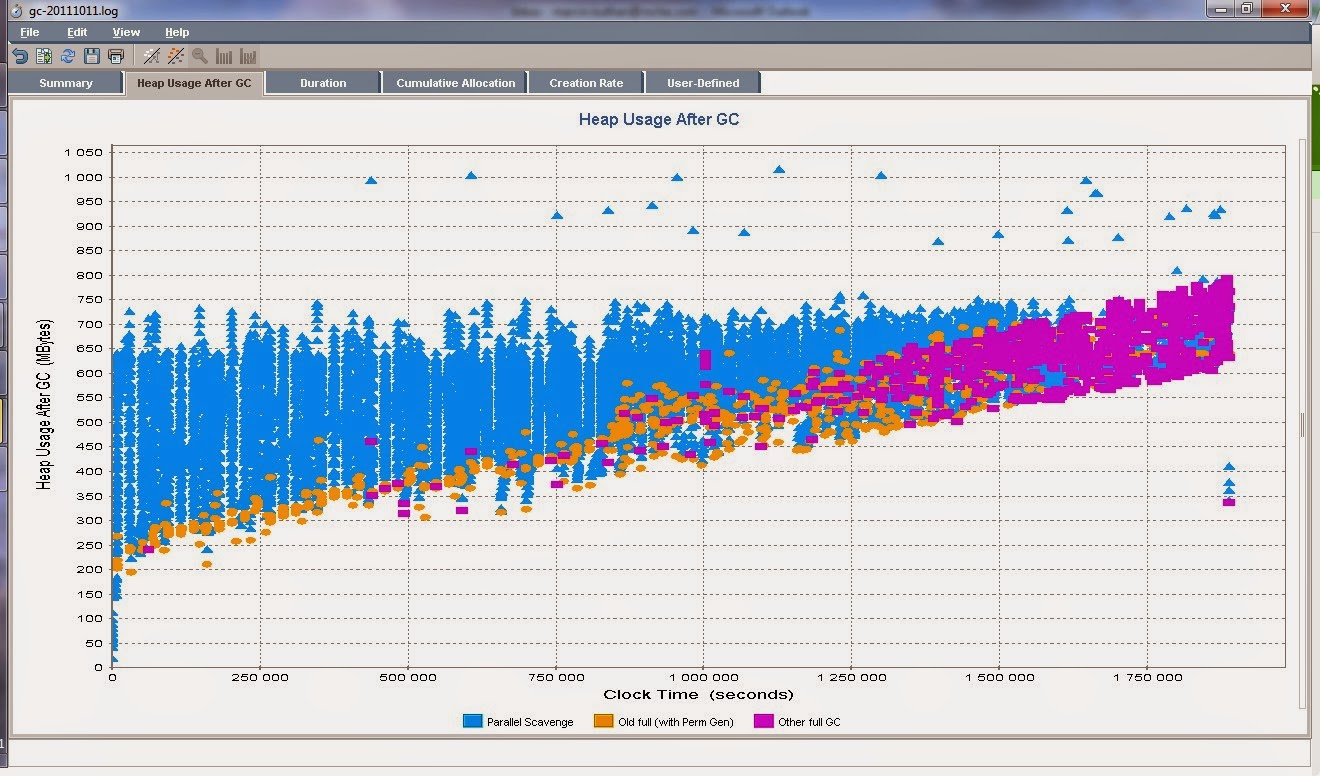 gc-20111011.log
File Edit View Help
Summary Heap Usage After GC Duration Cumulative Allocation Creation Rate User-Defined
Heap Usage After GC
Heap Usage After GC (MBytes)
1 050
1 000
950
900
850
800
750
700
650
600
550
500
450
400
350
300
250
200
150
100
50
0
0 250 000 500 000 750 000 1 000 000 1 250 000 1 500 000 1 750 000
Clock Time (seconds)
Parallel Scavenge Old full (with Perm Gen) Other full GC
1